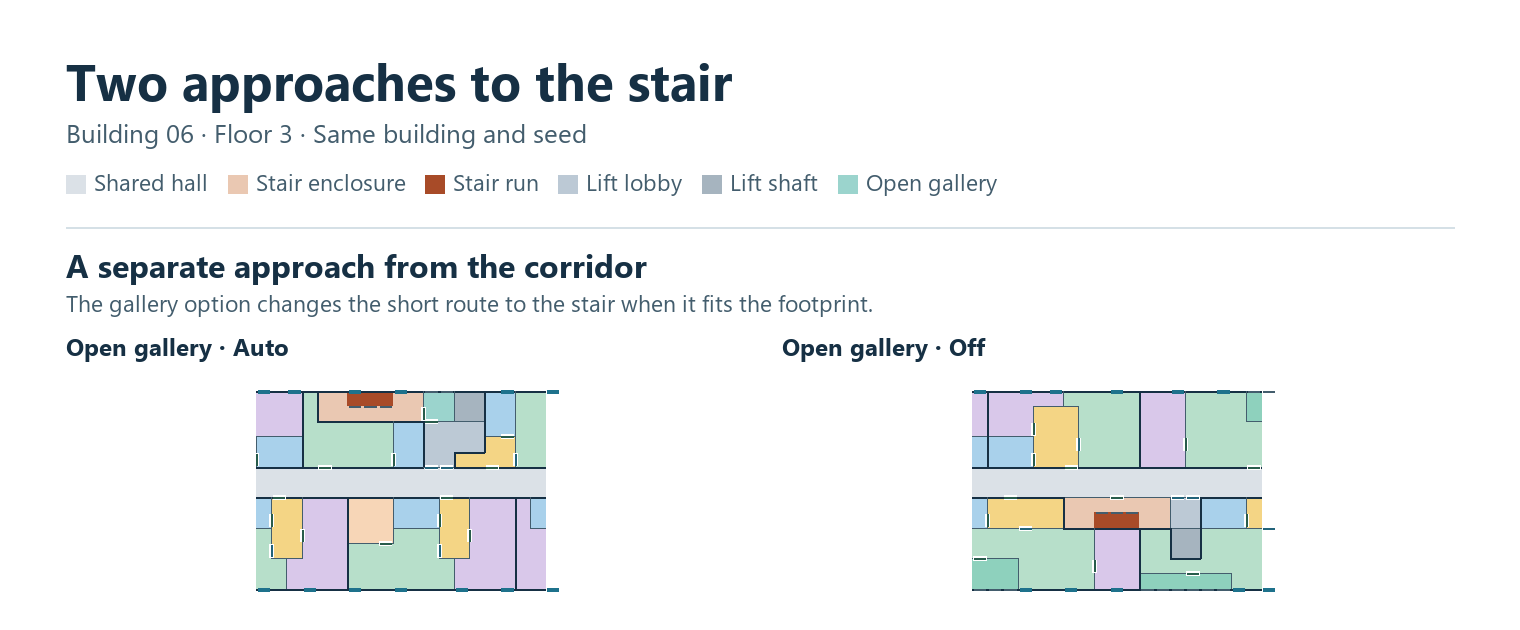 Two approaches to the stair
Building 06 · Floor 3 · Same building and seed
Shared hall Stair enclosure Stair run Lift lobby Lift shaft Open gallery
A separate approach from the corridor
The gallery option changes the short route to the stair when it fits the footprint.
Open gallery · Auto
Open gallery · Off